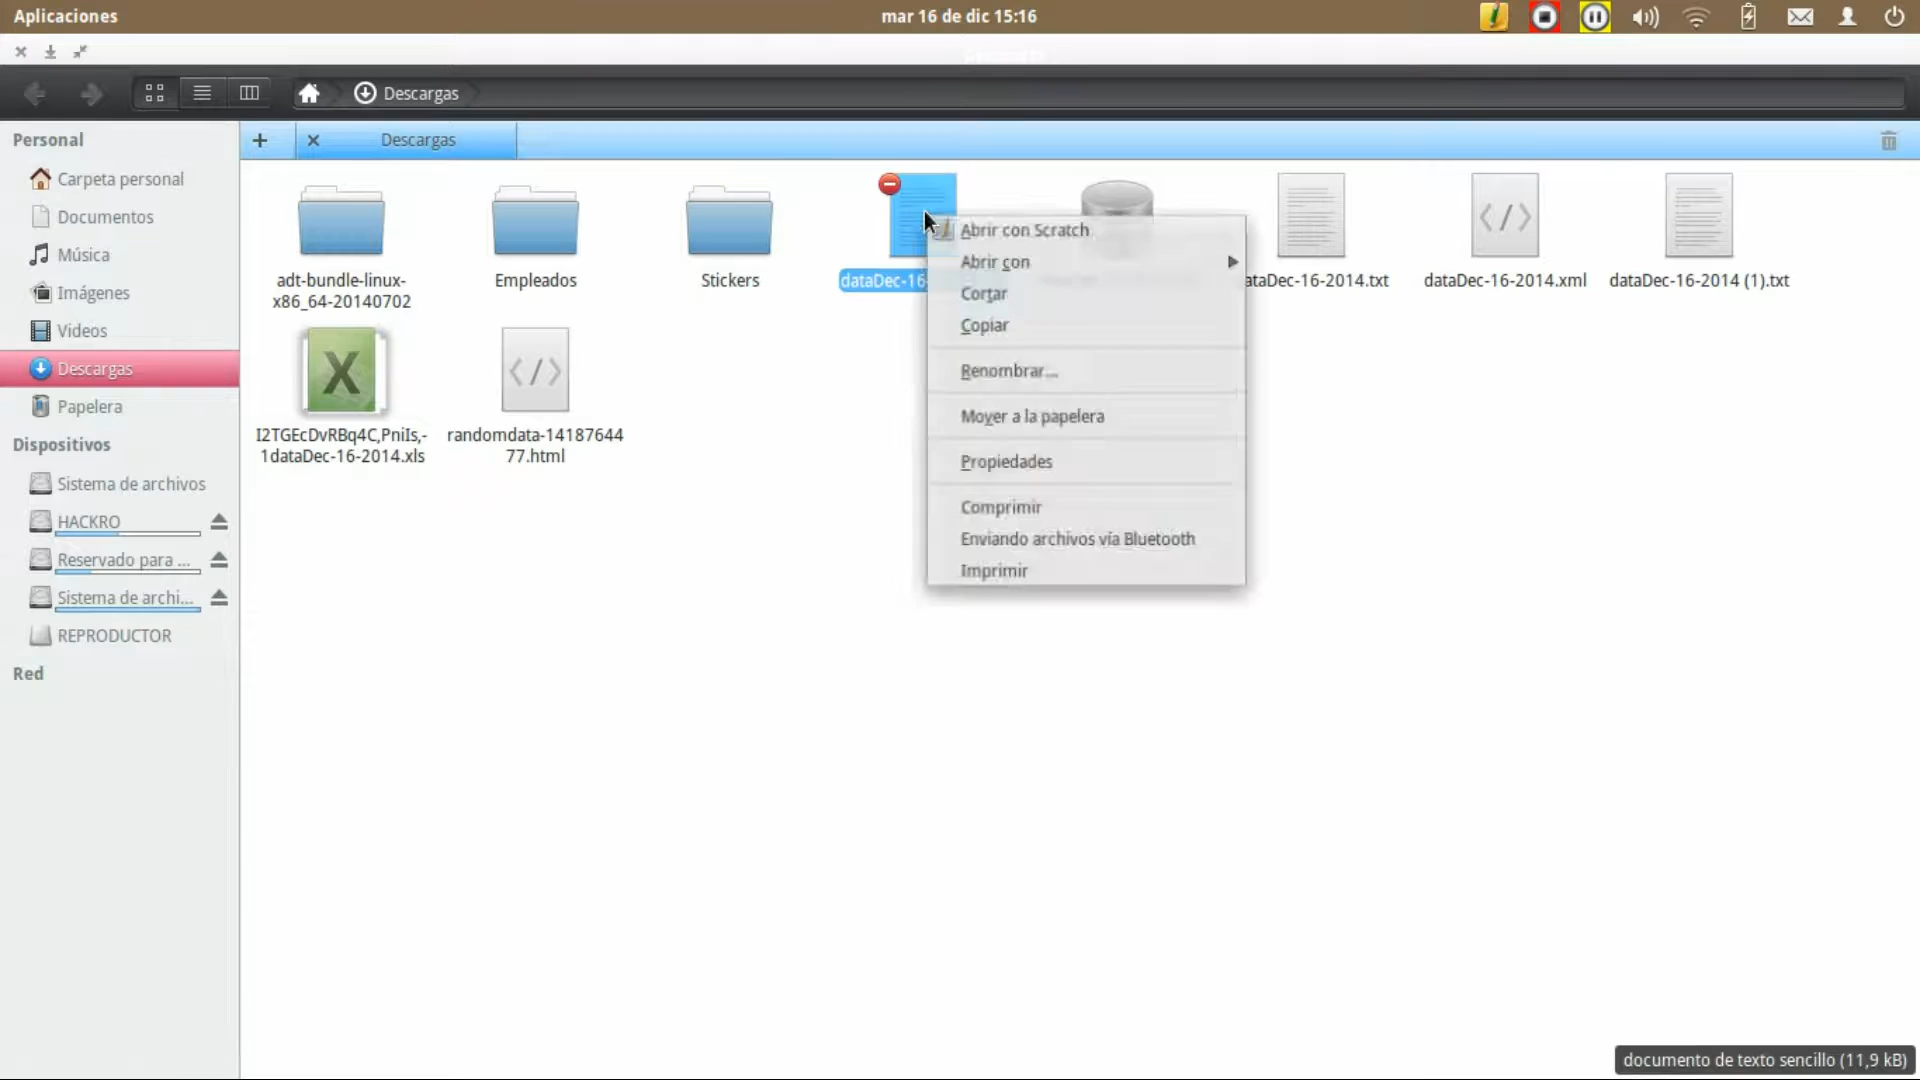 Aplicaciones
mar 16 de dic 15:16
Descargas
Personal
Carpeta personal
Documentos
Música
Imágenes
Vídeos
Descargas
Papelera
Dispositivos
Sistema de archivos
HACKRO
Reservado para ...
Sistema de archi...
REPRODUCTOR
Red
Descargas
adt-bundle-linux-
x86_64-20140702
Empleados
Stickers
dataDec-16
ataDec-16-2014.txt
dataDec-16-2014.xml
dataDec-16-2014 (1).txt
I2TGEcDvRBq4C,PniIs,-
1dataDec-16-2014.xls
randomdata-14187644
77.html
Abrir con Scratch
Abrir con
Cortar
Copiar
Renombrar...
Mover a la papelera
Propiedades
Comprimir
Enviando archivos vía Bluetooth
Imprimir
documento de texto sencillo (11,9 kB)